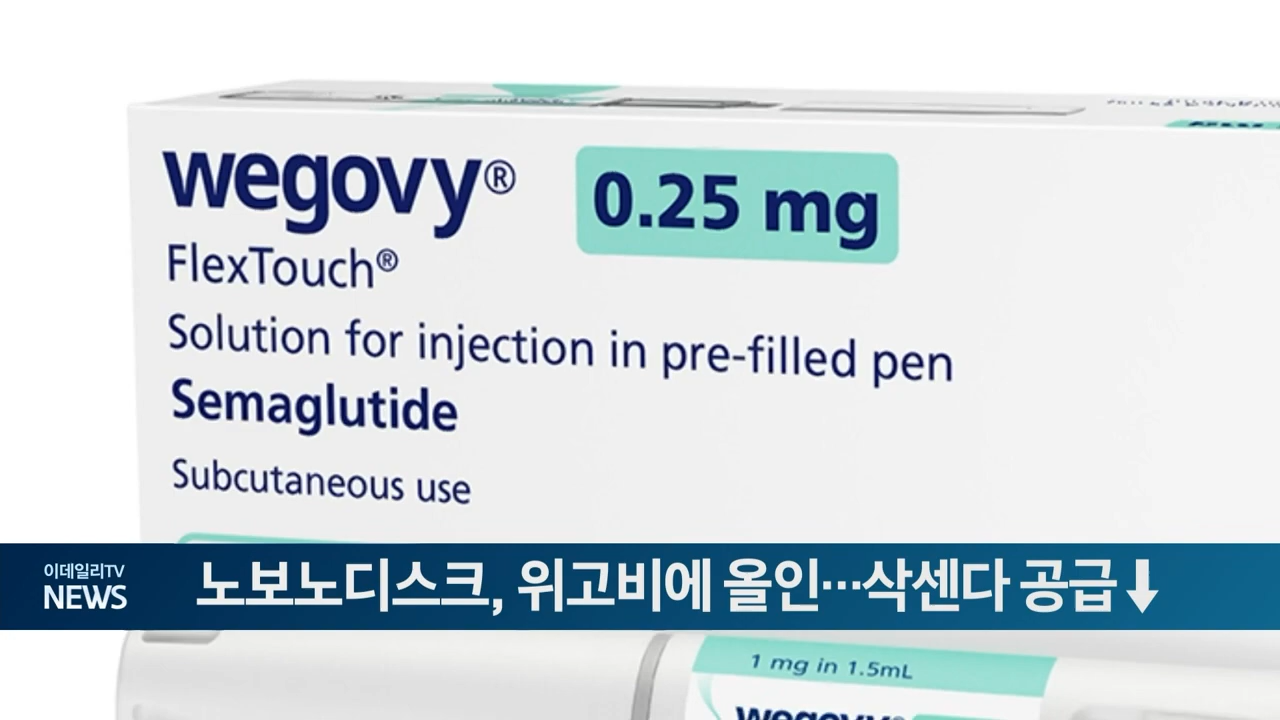 wegovy® 0.25 mg
FlexTouch®
Solution for injection in pre-filled pen
Semaglutide
Subcutaneous use
이데일리TV
NEWS
노보노디스크, 위고비에 올인…삭센다 공급⬇
1 mg in 1.5mL
wegovy®